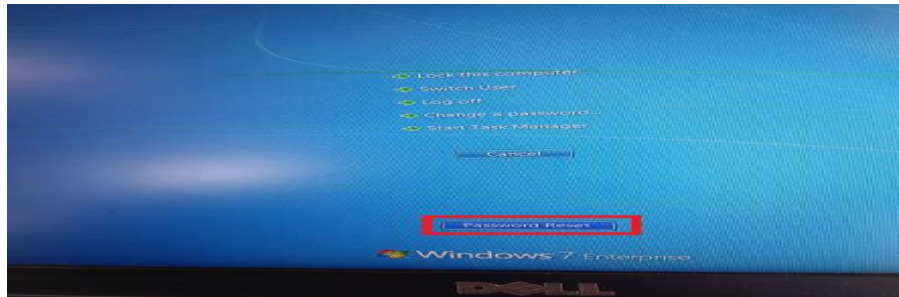 Lock this computer
Switch User
Log off
Change a password...
Start Task Manager
Cancel
Password Reset
Windows 7 Enterprise
DELL